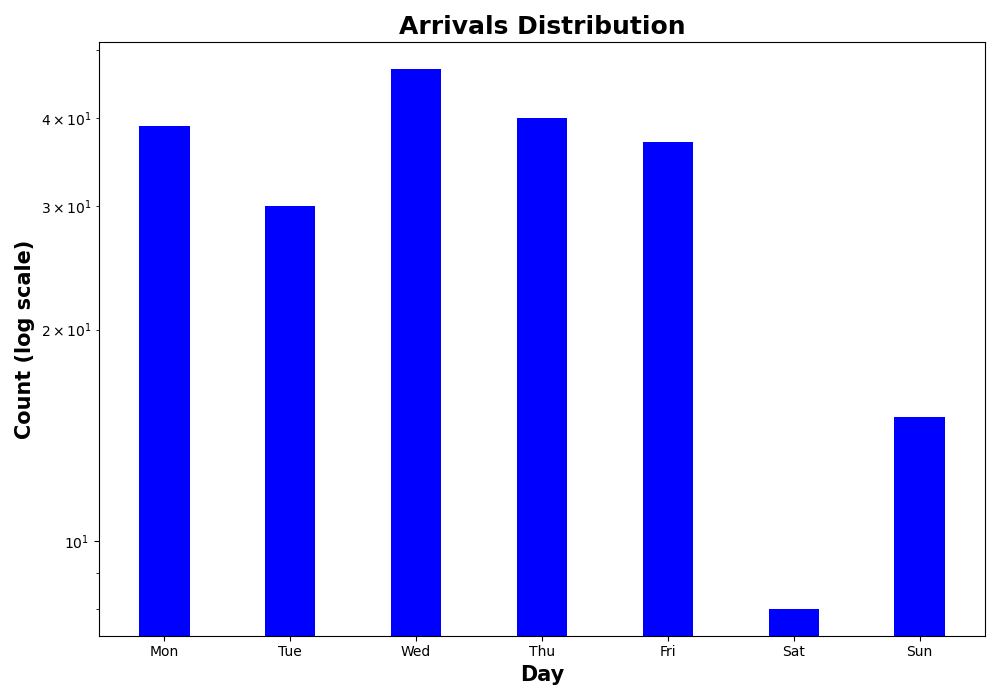 Arrivals Distribution
Count (log scale)
4 × 10¹
3 × 10¹
2 × 10¹
10¹
Mon Tue Wed Thu Fri Sat Sun
Day